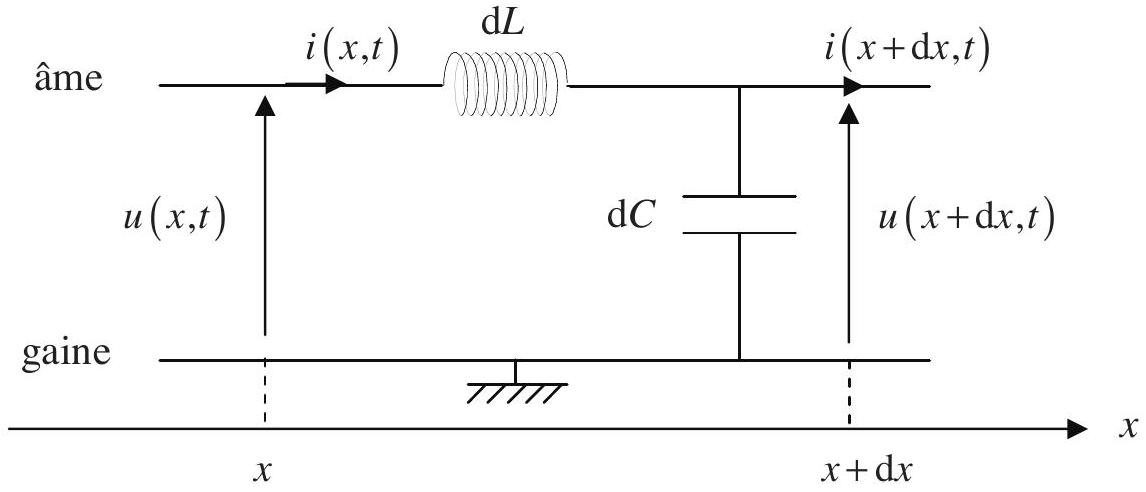 dL
i(x,t)
i(x+dx,t)
âme
u(x,t)
dC
u(x+dx,t)
gaine
x
x
x+dx